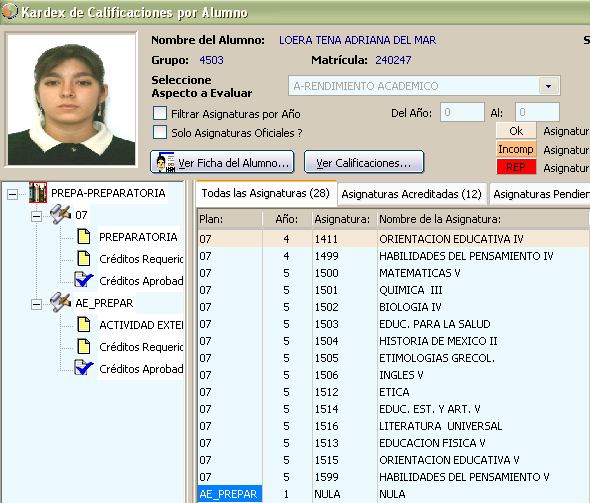 Kardex de Calificaciones por Alumno
Nombre del Alumno: LOERA TENA ADRIANA DEL MAR S
Grupo: 4503 Matrícula: 240247
Seleccione
Aspecto a Evaluar A-RENDIMIENTO ACADEMICO
Filtrar Asignaturas por Año Del Año: 0 Al: 0
Solo Asignaturas Oficiales ? Ok Asignatur
Incomp Asignatur
REP Asignatur
Ver Ficha del Alumno... Ver Calificaciones...
PREPA-PREPARATORIA
07
PREPARATORIA
Créditos Requeric
Créditos Aprobad
AE_PREPAR
ACTIVIDAD EXTE
Créditos Requeric
Créditos Aprobad
Todas las Asignaturas (28) Asignaturas Acreditadas (12) Asignaturas Pendien
Plan: Año: Asignatura: Nombre de la Asignatura:
07 4 1411 ORIENTACION EDUCATIVA IV
07 4 1499 HABILIDADES DEL PENSAMIENTO IV
07 5 1500 MATEMATICAS V
07 5 1501 QUIMICA III
07 5 1502 BIOLOGIA IV
07 5 1503 EDUC. PARA LA SALUD
07 5 1504 HISTORIA DE MEXICO II
07 5 1505 ETIMOLOGIAS GRECOL.
07 5 1506 INGLES V
07 5 1512 ETICA
07 5 1514 EDUC. EST. Y ART. V
07 5 1516 LITERATURA UNIVERSAL
07 5 1513 EDUCACION FISICA V
07 5 1515 ORIENTACION EDUCATIVA V
07 5 1599 HABILIDADES DEL PENSAMIENTO V
AE_PREPAR 1 NULA NULA